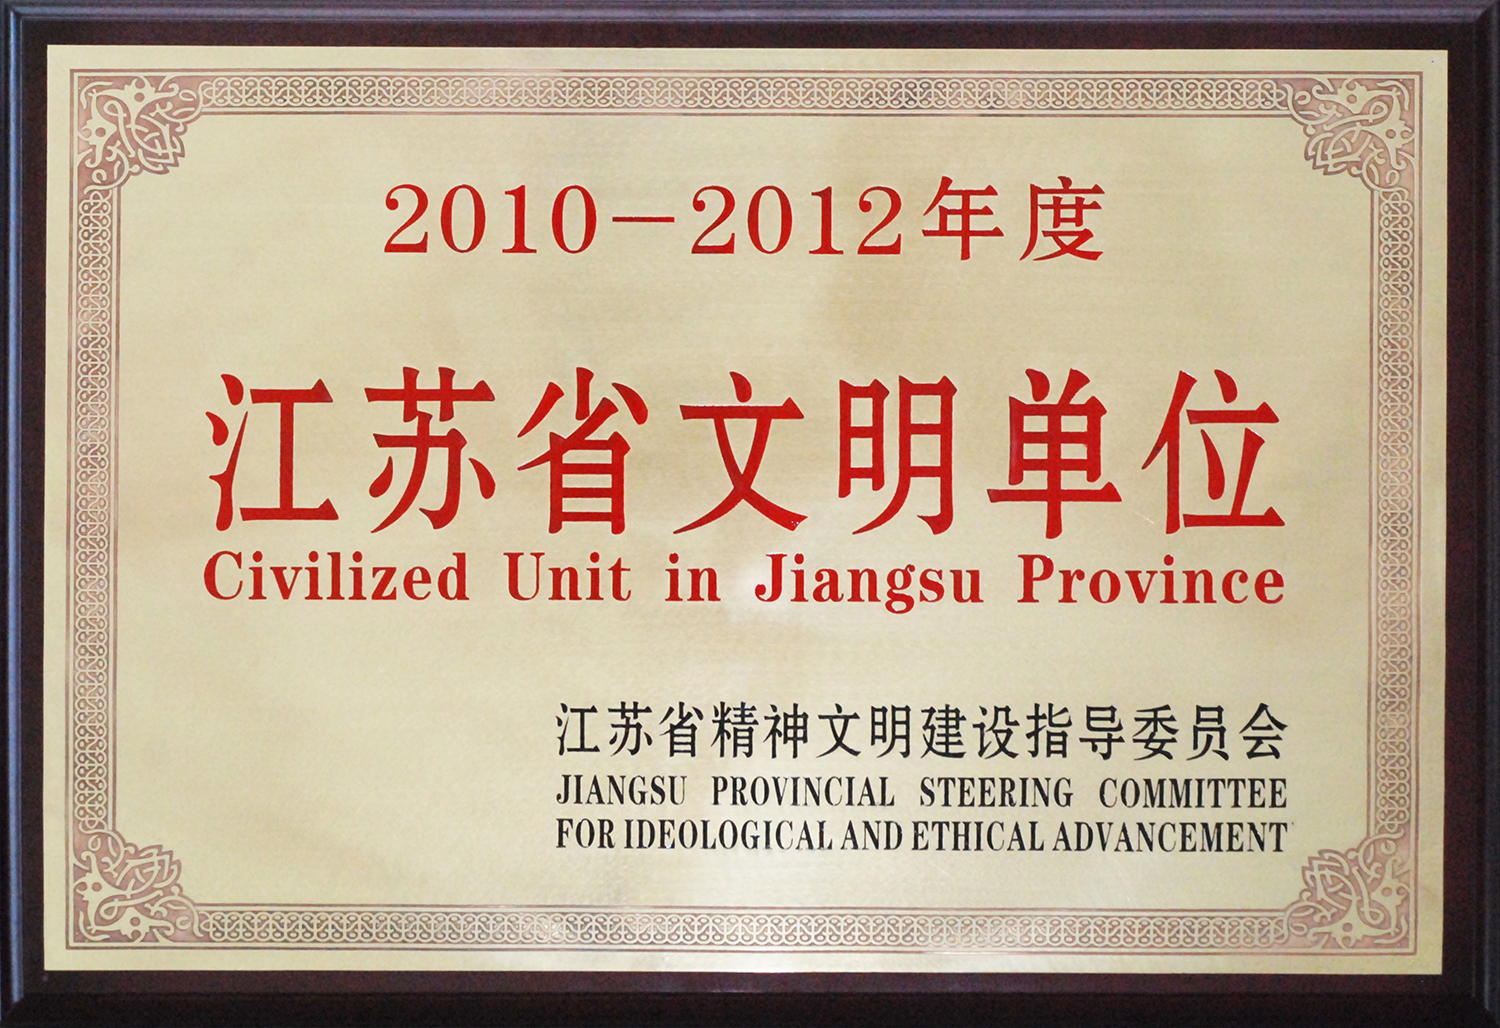 2010－2012年度
江苏省文明单位
Civilized Unit in Jiangsu Province
江苏省精神文明建设指导委员会
JIANGSU PROVINCIAL STEERING COMMITTEE
FOR IDEOLOGICAL AND ETHICAL ADVANCEMENT